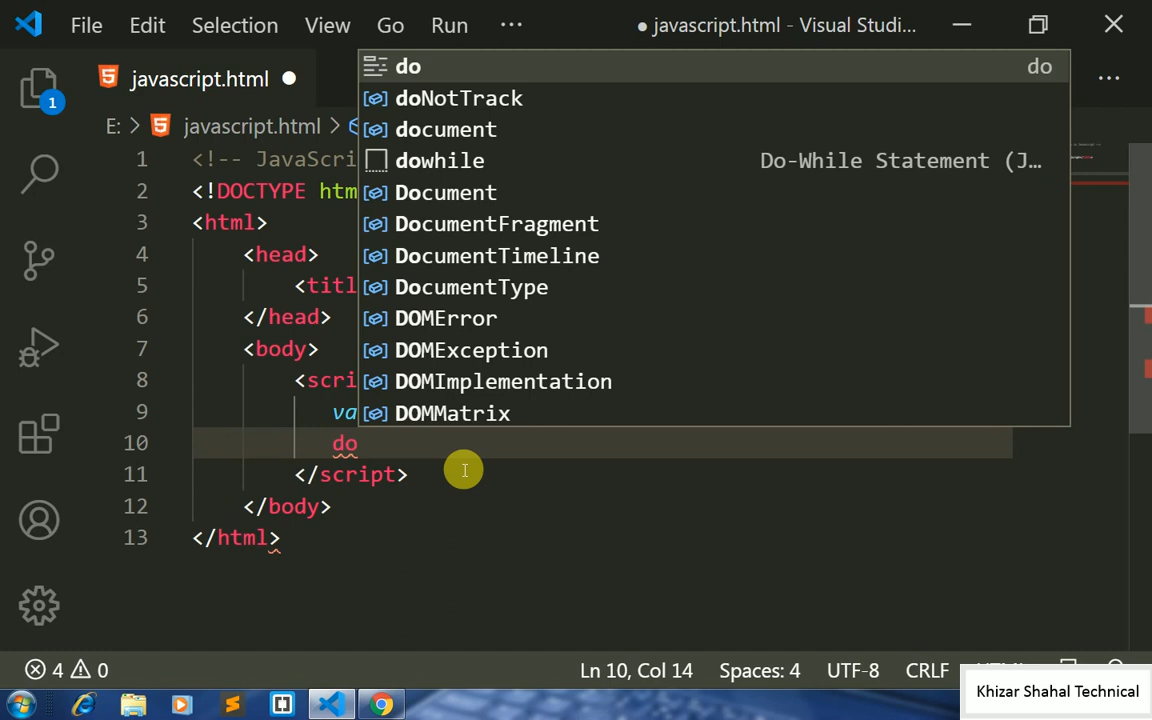 File Edit Selection View Go Run ··· ● javascript.html - Visual Studi...
javascript.html ●
E: > javascript.html >
do do
doNotTrack
document
dowhile Do-While Statement (J...
Document
DocumentFragment
DocumentTimeline
DocumentType
DOMError
DOMException
DOMImplementation
DOMMatrix
1 <!-- JavaScri
2 <!DOCTYPE htm
3 <html>
4 <head>
5 <titl
6 </head>
7 <body>
8 <scri
9 va
10 do
11 </script>
12 </body>
13 </html>
1
4 0 Ln 10, Col 14 Spaces: 4 UTF-8 CRLF
Khizar Shahal Technical